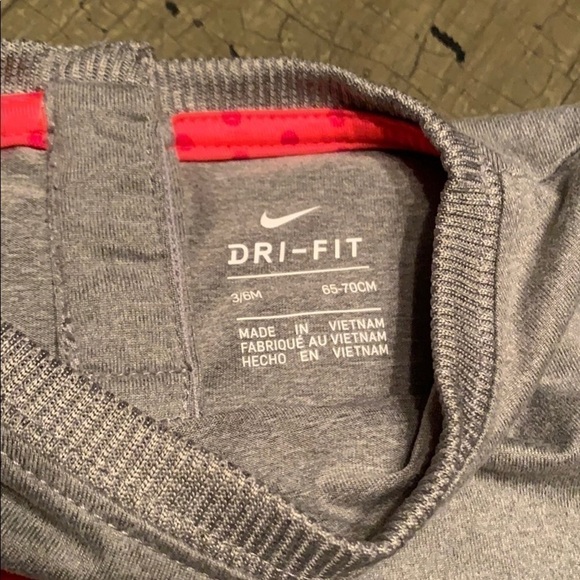 DRI-FIT
3/6M 65-70CM
MADE IN VIETNAM
FABRIQUÉ AU VIETNAM
HECHO EN VIETNAM